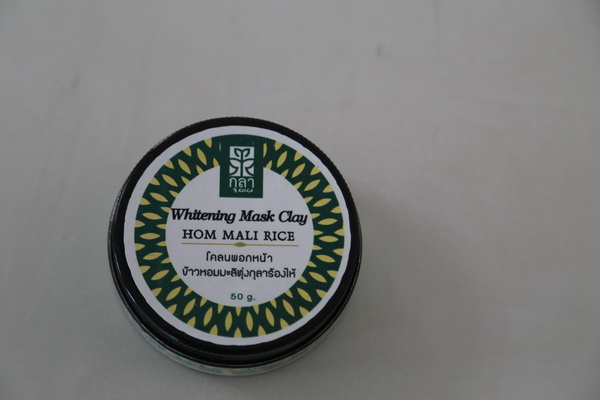 กุลา
Whitening Mask Clay
HOM MALI RICE
โคลนพอกหน้า
ข้าวหอมมะลิทุ่งกุลาร้องไห้
50 g.